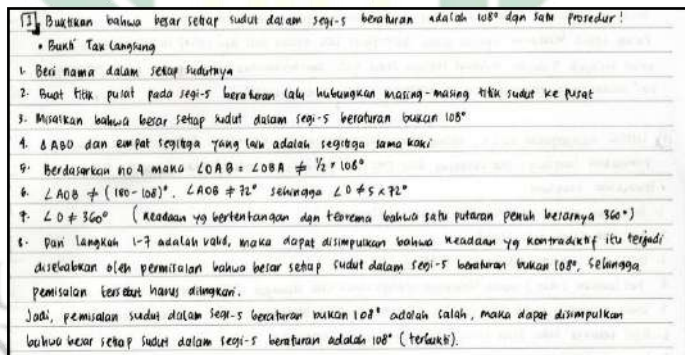 1. Buktikan bahwa besar setiap sudut dalam segi-5 beraturan adalah 108° dgn satu prosedur!
• Bukti Tak Langsung
1. Beri nama dalam setiap sudutnya
2. Buat titik pusat pada segi-5 beraturan lalu hubungkan masing-masing titik sudut ke pusat
3. Misalkan bahwa besar setiap sudut dalam segi-5 beraturan bukan 108°
4. Δ ABO dan empat segitiga yang lain adalah segitiga sama kaki
5. Berdasarkan no 4 maka ∠OAB = ∠OBA ≠ ½ × 108°
6. ∠AOB ≠ (180 - 108)°. ∠AOB ≠ 72° sehingga ∠O ≠ 5 × 72°
7. ∠O ≠ 360° (keadaan yg bertentangan dgn teorema bahwa satu putaran penuh besarnya 360°)
8. Dari langkah 1-7 adalah valid, maka dapat disimpulkan bahwa keadaan yg kontradiktif itu terjadi
disebabkan oleh permisalan bahwa besar setiap sudut dalam segi-5 beraturan bukan 108°, sehingga
pemisalan tersebut harus diingkari.
Jadi, pemisalan sudut dalam segi-5 beraturan bukan 108° adalah salah, maka dapat disimpulkan
bahwa besar setiap sudut dalam segi-5 beraturan adalah 108° (terbukti).